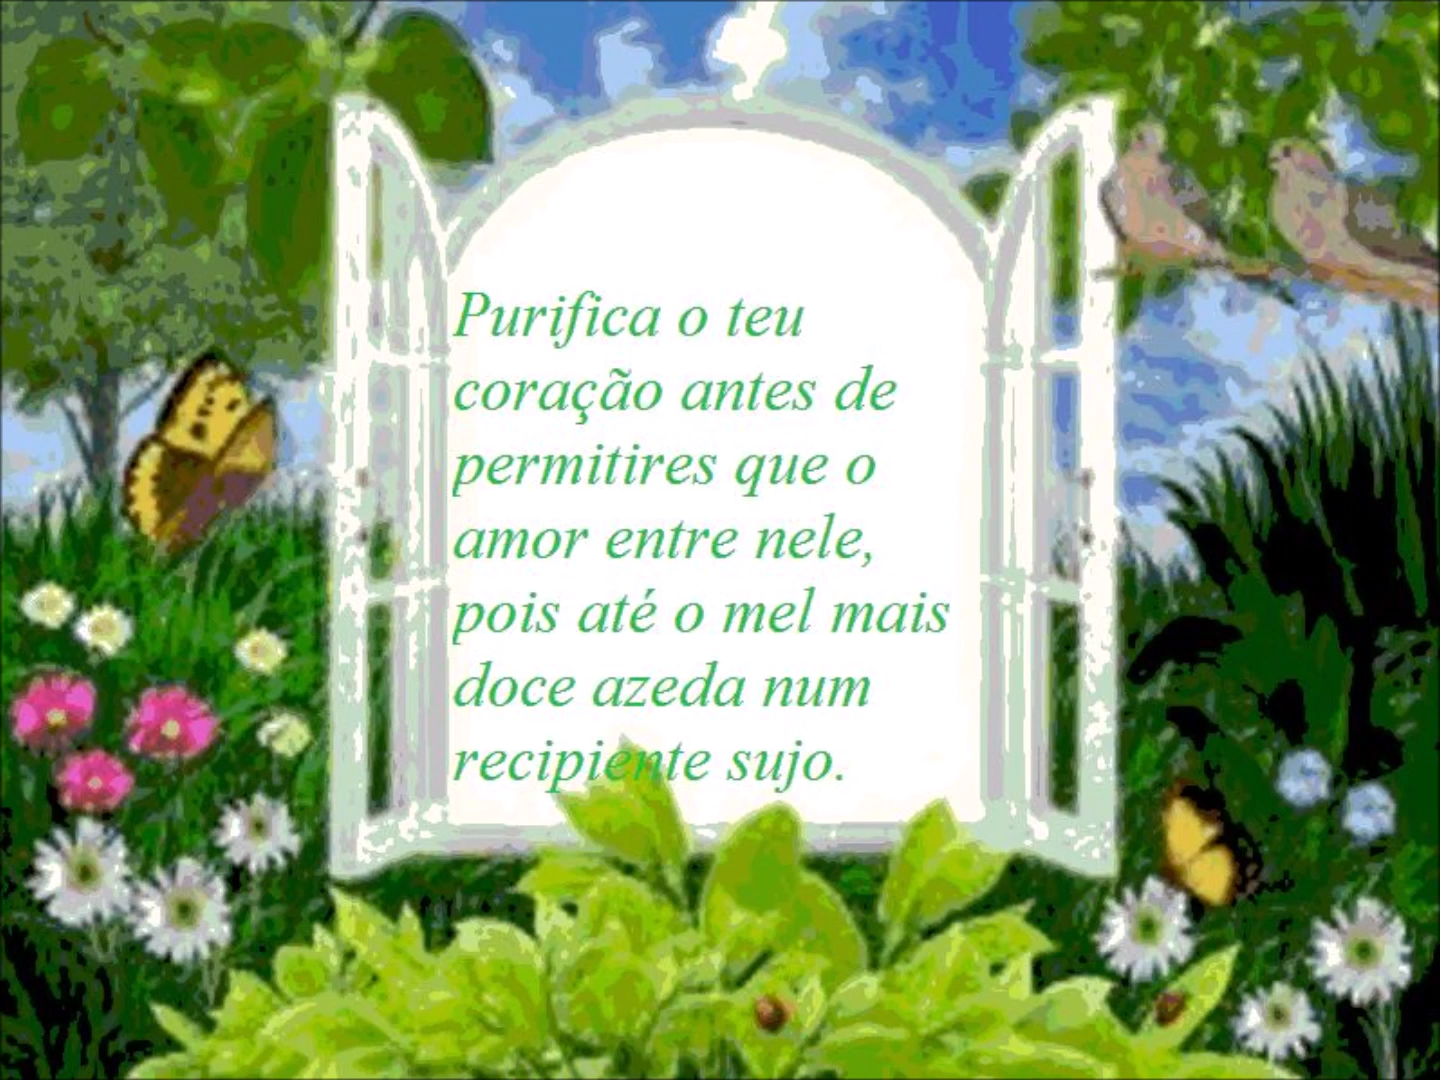 Purifica o teu
coração antes de
permitires que o
amor entre nele,
pois até o mel mais
doce azeda num
recipiente sujo.